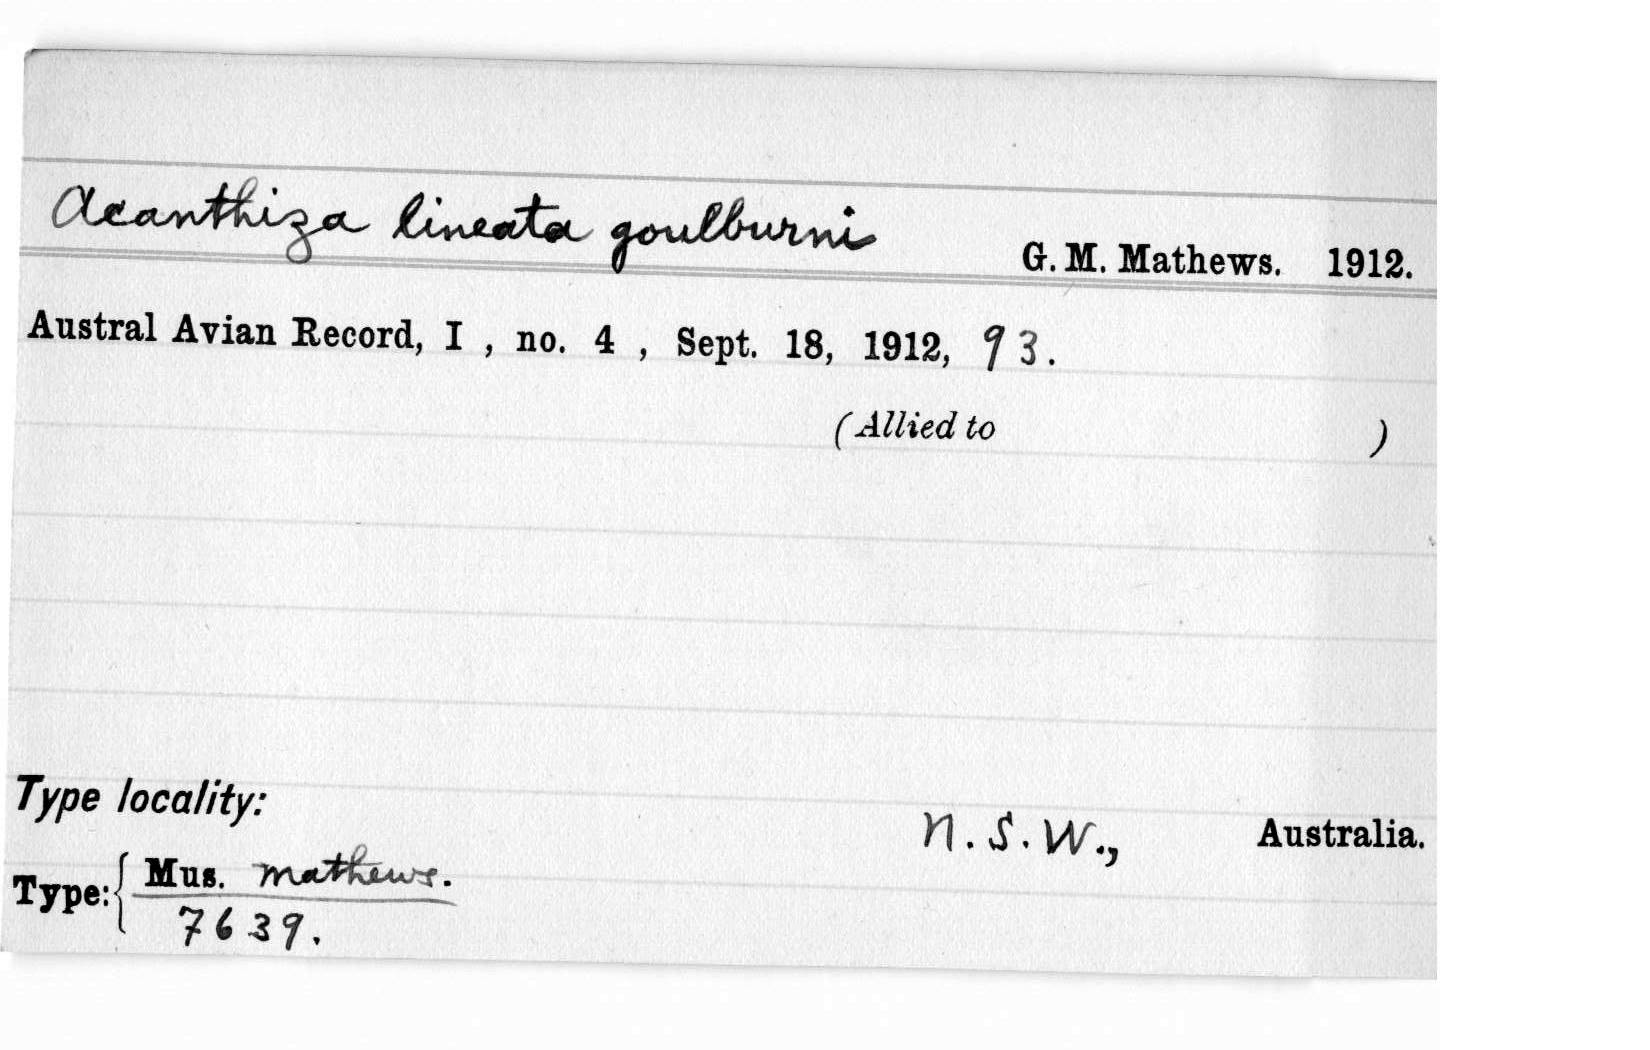 Acanthiza lineata goulburni G. M. Mathews. 1912.
Austral Avian Record, I , no. 4 , Sept. 18, 1912, 93.
(Allied to )
Type locality: N. S. W., Australia.
Type: { Mus. Mathews.
7639.